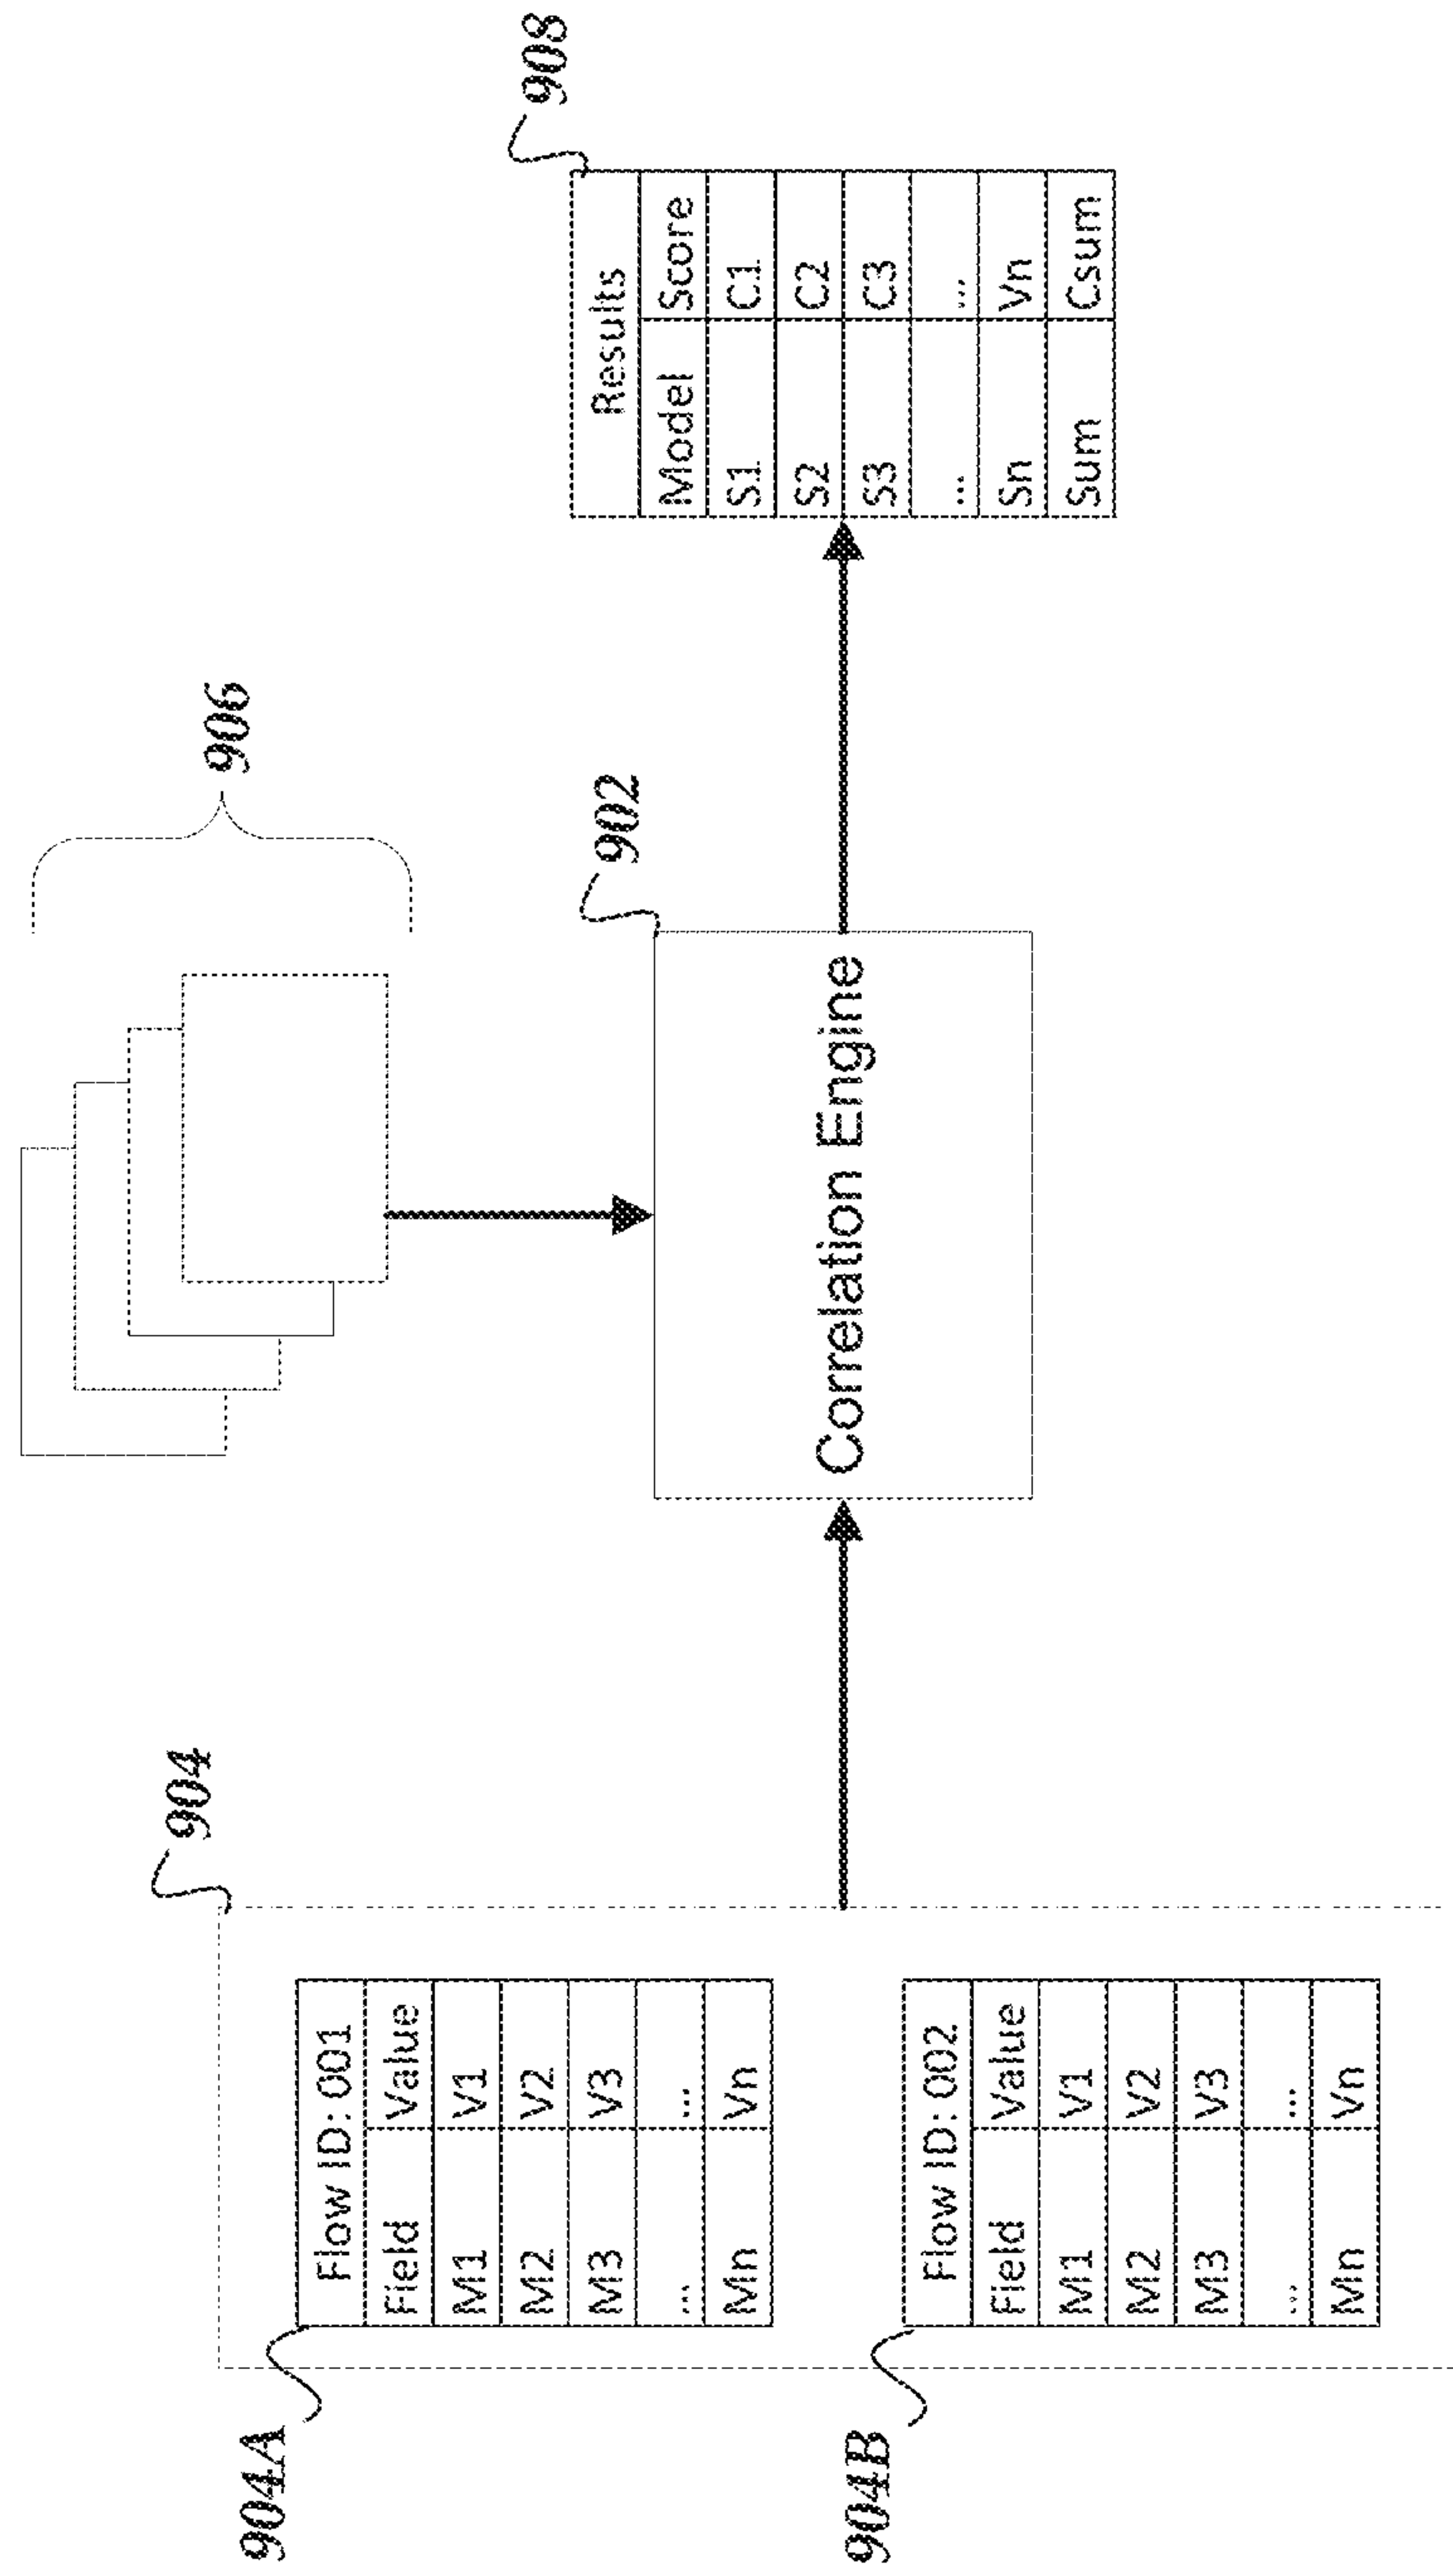 906
904
904A
Flow ID: 001
Field Value
M1 V1
M2 V2
M3 V3
... ...
Mn Vn
904B
Flow ID: 002
Field Value
M1 V1
M2 V2
M3 V3
... ...
Mn Vn
902
Correlation Engine
908
Results
Model Score
S1 C1
S2 C2
S3 C3
... ...
Sn Vn
Sum Csum